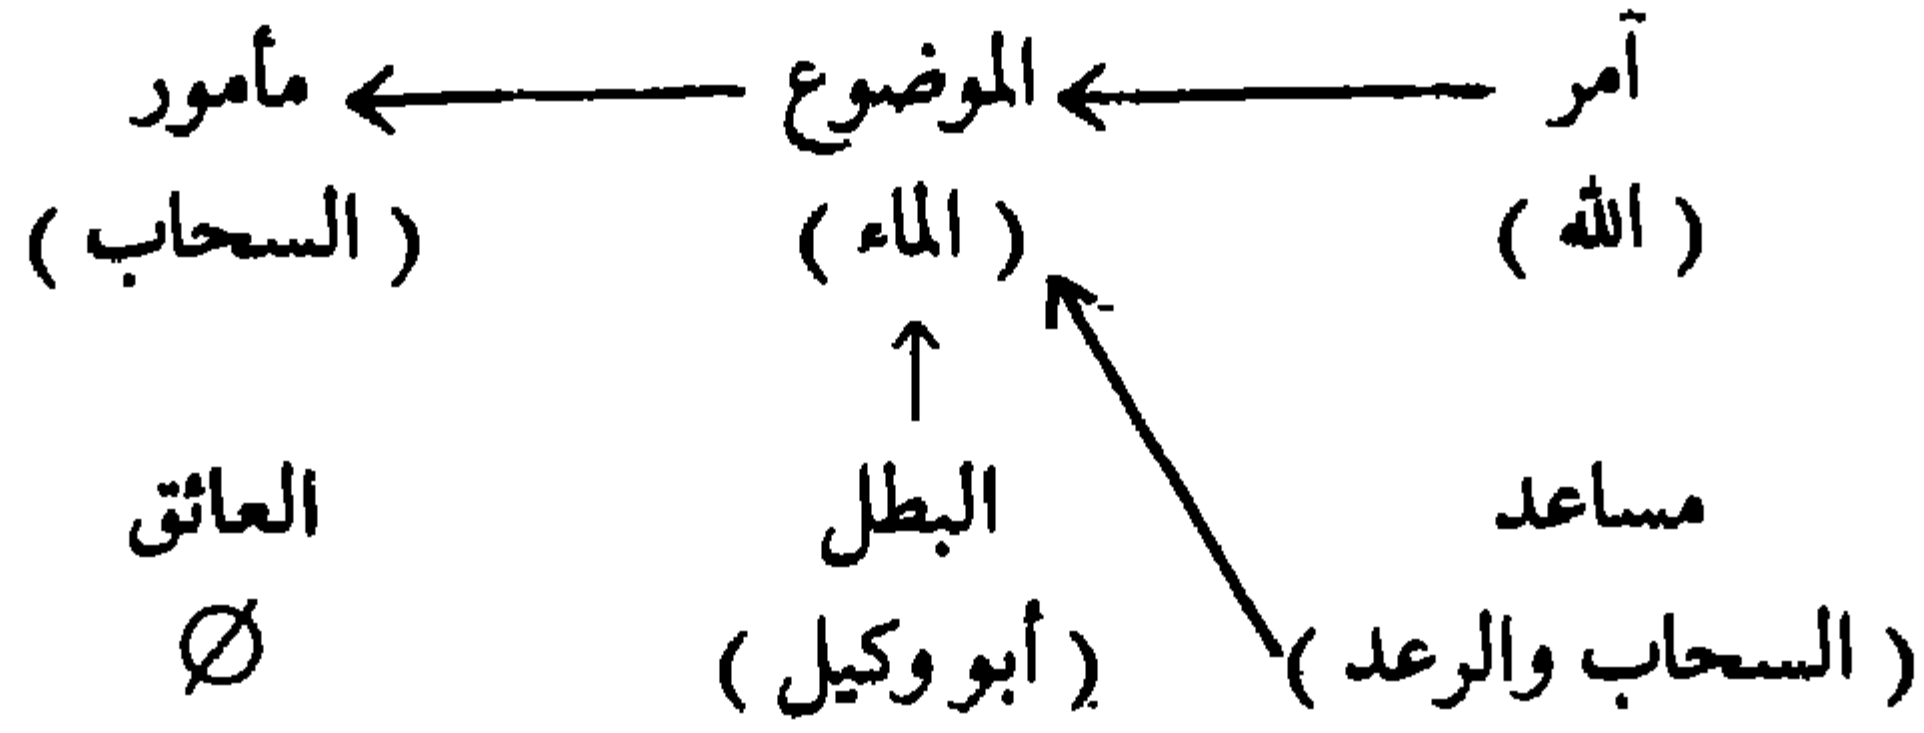 آمر الموضوع مأمور
( الله ) ( الماء ) ( السحاب )
مساعد البطل العائق
( السحاب والرعد ) ( أبو وكيل ) Ø